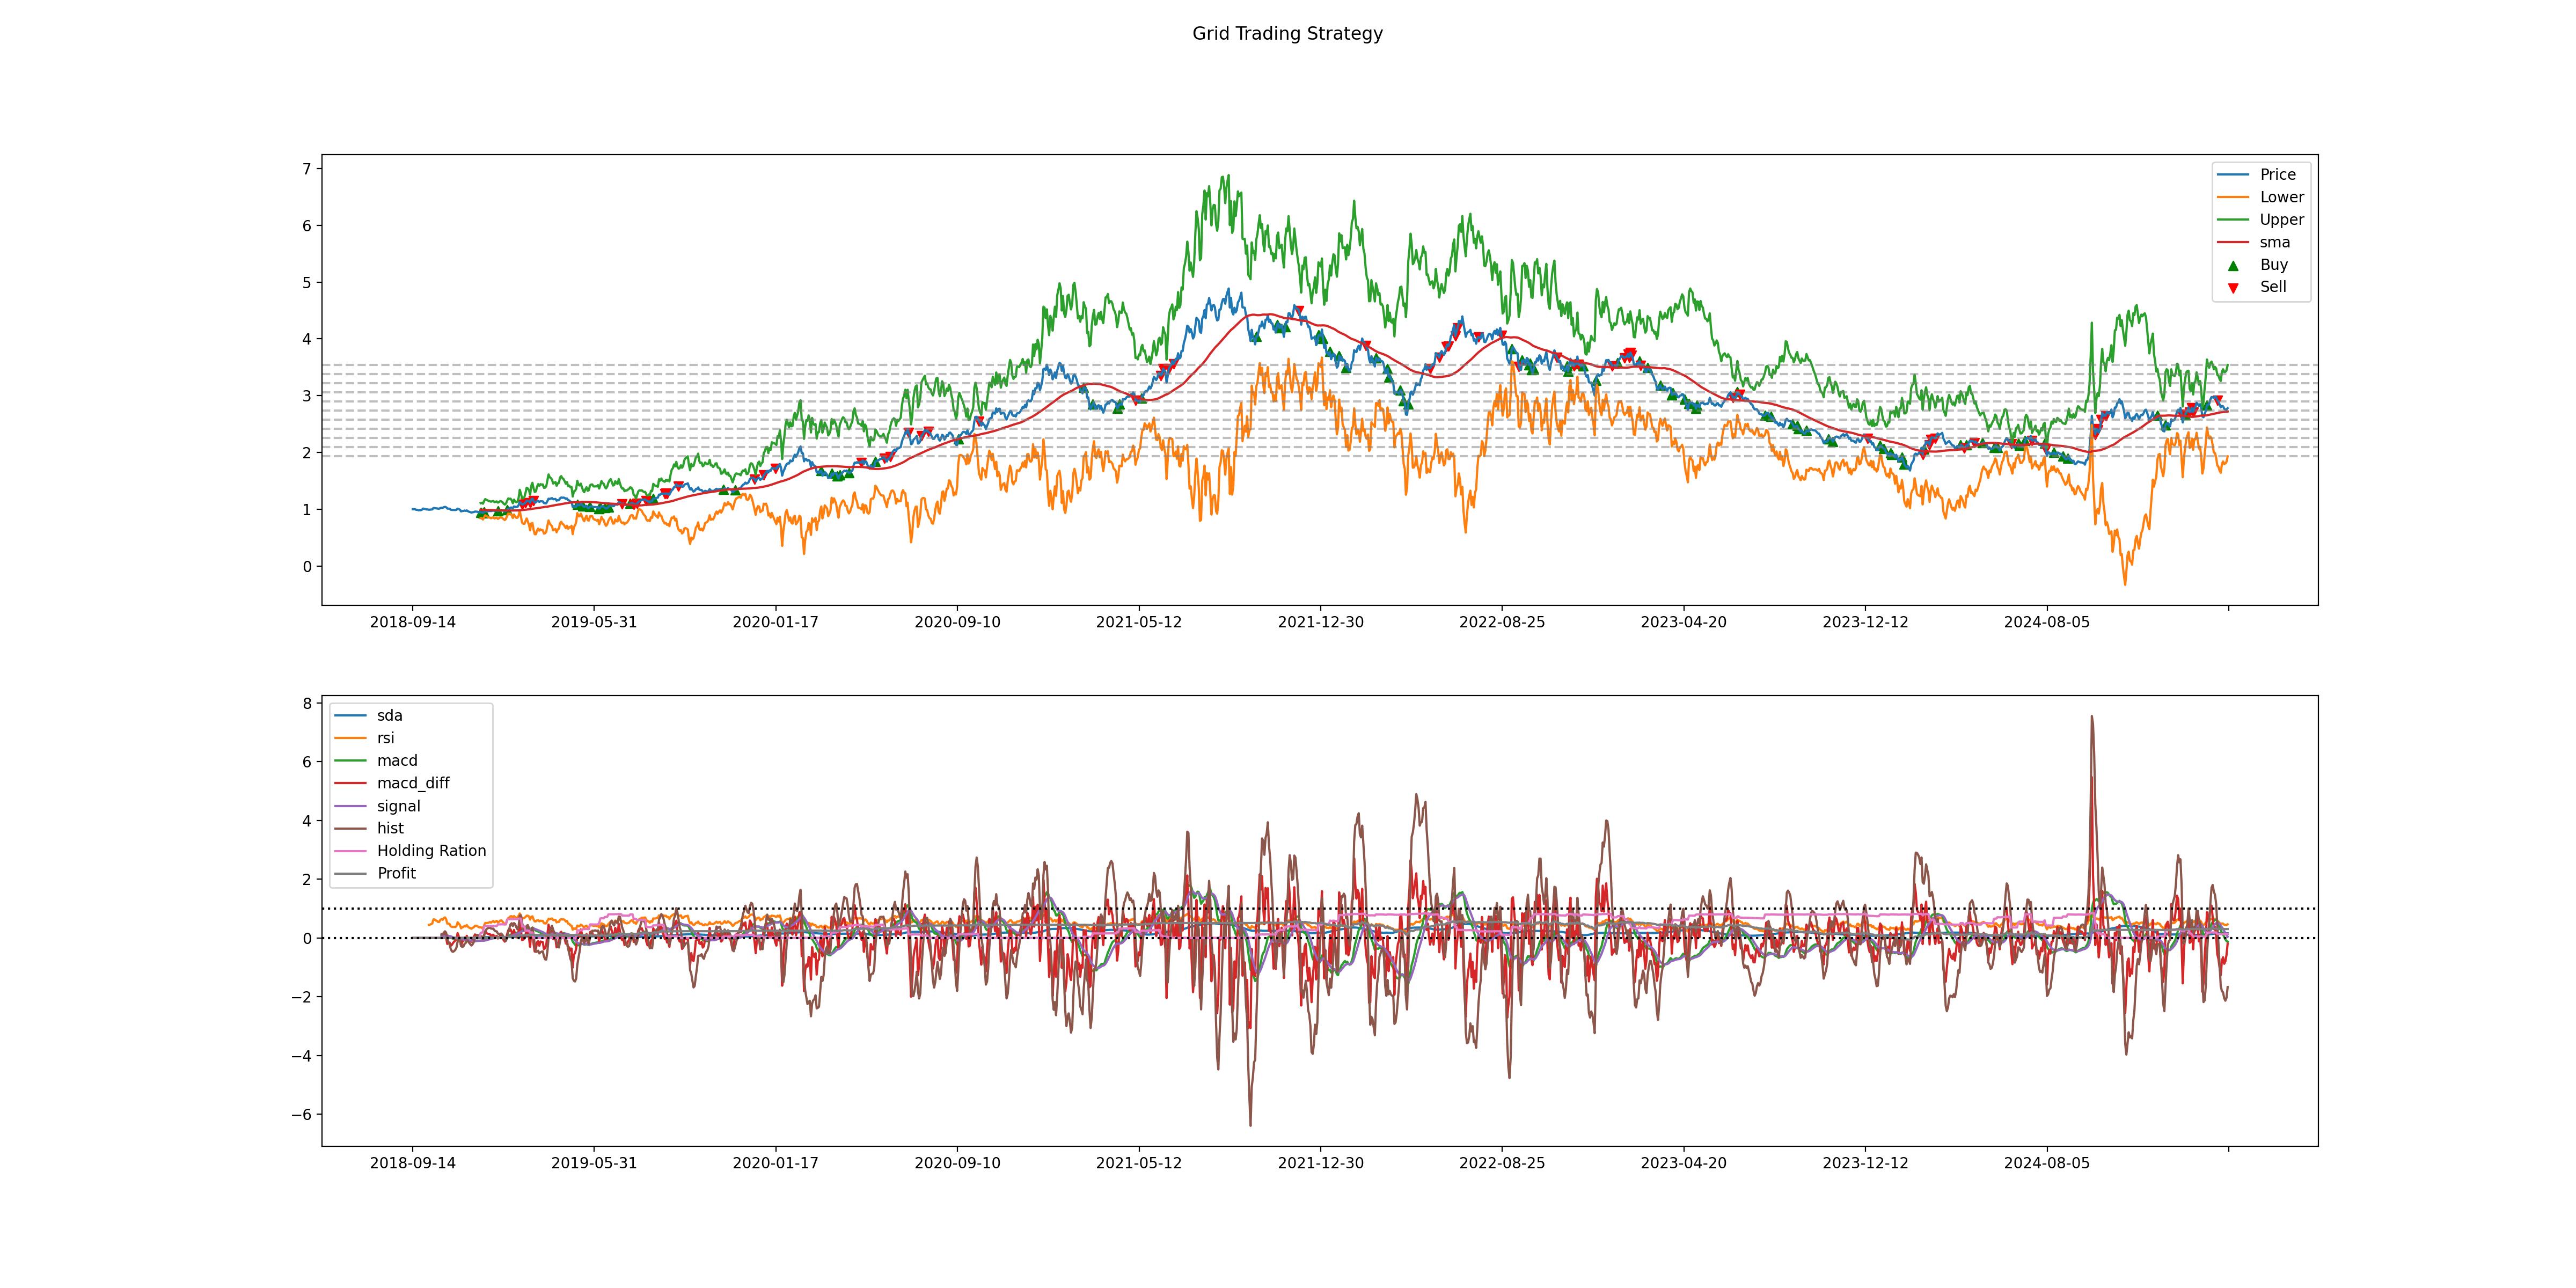 Grid Trading Strategy
7
6
5
4
3
2
1
0
Price
Lower
Upper
sma
Buy
Sell
2018-09-14 2019-05-31 2020-01-17 2020-09-10 2021-05-12 2021-12-30 2022-08-25 2023-04-20 2023-12-12 2024-08-05
8
6
4
2
0
−2
−4
−6
sda
rsi
macd
macd_diff
signal
hist
Holding Ration
Profit
2018-09-14 2019-05-31 2020-01-17 2020-09-10 2021-05-12 2021-12-30 2022-08-25 2023-04-20 2023-12-12 2024-08-05